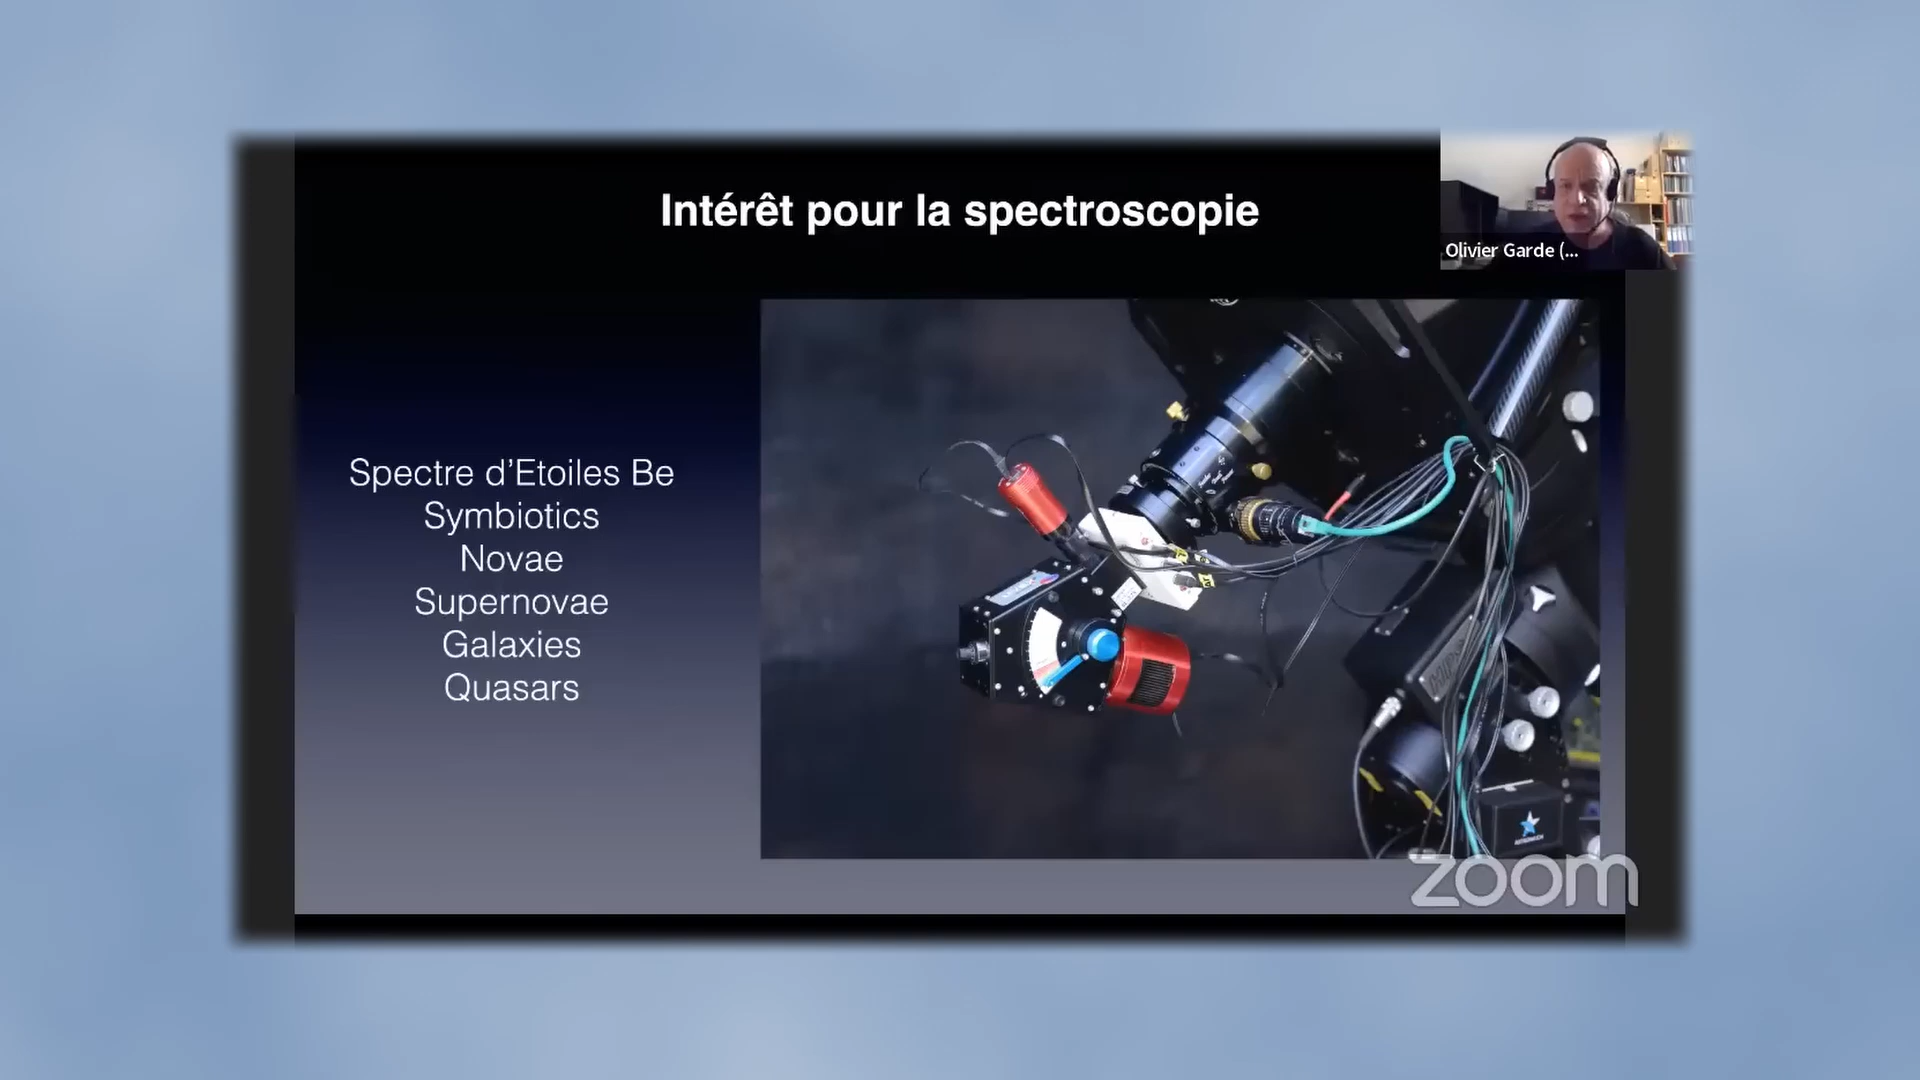 Intérêt pour la spectroscopie
Olivier Garde (...
Spectre d’Etoiles Be
Symbiotics
Novae
Supernovae
Galaxies
Quasars
zoom